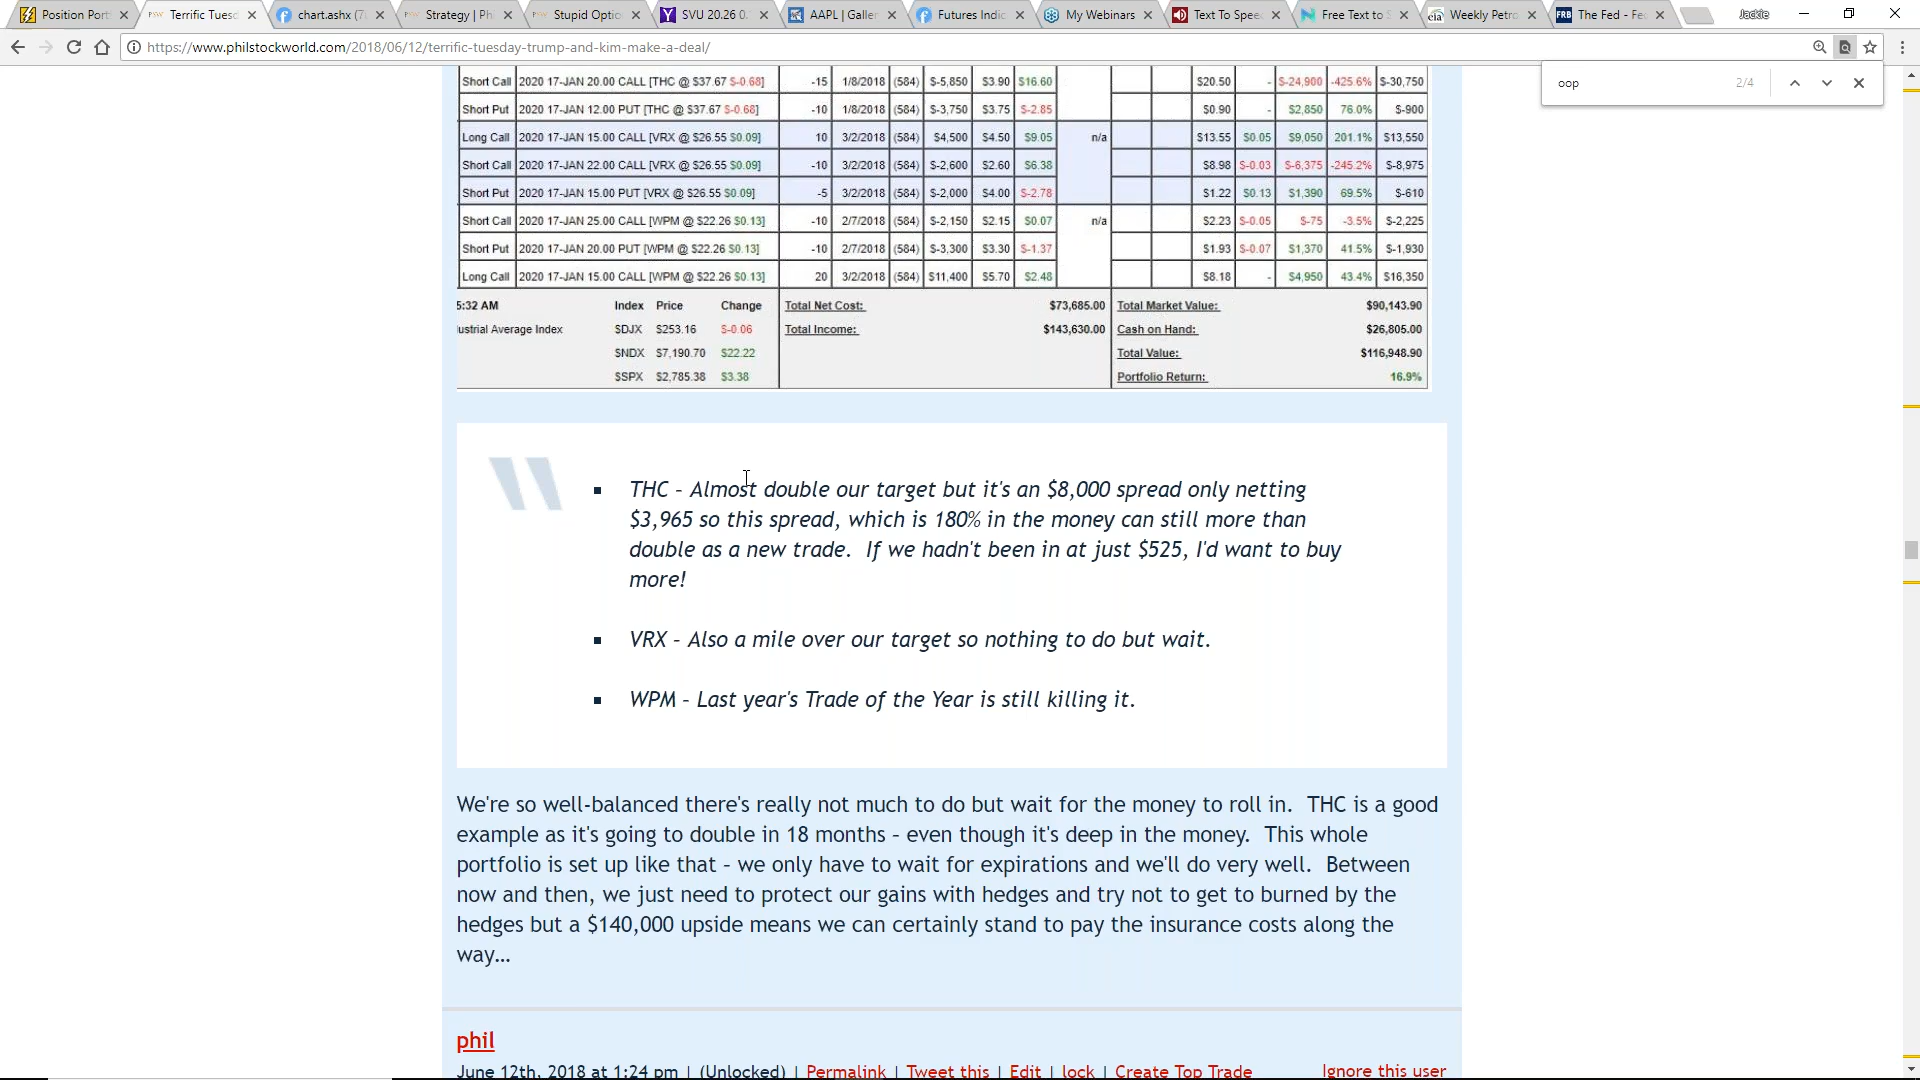 Position Port
Terrific Tuesd
chart.ashx (7
Strategy | Ph
Stupid Optio
SVU 20.26 0.
AAPL | Galler
Futures Indic
My Webinars
Text To Spee
Free Text to S
Weekly Petro
The Fed - Fed
Jackie
https://www.philstockworld.com/2018/06/12/terrific-tuesday-trump-and-kim-make-a-deal/
oop 2/4
Short Call 2020 17-JAN 20.00 CALL [THC @ $37.67 $-0.68] -15 1/8/2018 (584) $-5,850 $3.90 $16.60 $20.50 - $-24,900 -425.6% $-30,750
Short Put 2020 17-JAN 12.00 PUT [THC @ $37.67 $-0.68] -10 1/8/2018 (584) $-3,750 $3.75 $-2.85 $0.90 - $2,850 76.0% $-900
Long Call 2020 17-JAN 15.00 CALL [VRX @ $26.55 $0.09] 10 3/2/2018 (584) $4,500 $4.50 $9.05 n/a $13.55 $0.05 $9,050 201.1% $13,550
Short Call 2020 17-JAN 22.00 CALL [VRX @ $26.55 $0.09] -10 3/2/2018 (584) $-2,600 $2.60 $6.38 $8.98 $-0.03 $-6,375 -245.2% $-8,975
Short Put 2020 17-JAN 15.00 PUT [VRX @ $26.55 $0.09] -5 3/2/2018 (584) $-2,000 $4.00 $-2.78 $1.22 $0.13 $1,390 69.5% $-610
Short Call 2020 17-JAN 25.00 CALL [WPM @ $22.26 $0.13] -10 2/7/2018 (584) $-2,150 $2.15 $0.07 n/a $2.23 $-0.05 $-75 -3.5% $-2,225
Short Put 2020 17-JAN 20.00 PUT [WPM @ $22.26 $0.13] -10 2/7/2018 (584) $-3,300 $3.30 $-1.37 $1.93 $-0.07 $1,370 41.5% $-1,930
Long Call 2020 17-JAN 15.00 CALL [WPM @ $22.26 $0.13] 20 3/2/2018 (584) $11,400 $5.70 $2.48 $8.18 - $4,950 43.4% $16,350
5:32 AM Index Price Change Total Net Cost: $73,685.00 Total Market Value: $90,143.90
ustrial Average Index $DJX $253.16 $-0.06 Total Income: $143,630.00 Cash on Hand: $26,805.00
$NDX $7,190.70 $22.22 Total Value: $116,948.90
$SPX $2,785.38 $3.38 Portfolio Return: 16.9%
THC – Almost double our target but it's an $8,000 spread only netting
$3,965 so this spread, which is 180% in the money can still more than
double as a new trade. If we hadn't been in at just $525, I'd want to buy
more!
VRX – Also a mile over our target so nothing to do but wait.
WPM – Last year's Trade of the Year is still killing it.
We're so well-balanced there's really not much to do but wait for the money to roll in. THC is a good
example as it's going to double in 18 months – even though it's deep in the money. This whole
portfolio is set up like that – we only have to wait for expirations and we'll do very well. Between
now and then, we just need to protect our gains with hedges and try not to get to burned by the
hedges but a $140,000 upside means we can certainly stand to pay the insurance costs along the
way…
phil
June 12th, 2018 at 1:24 pm | (Unlocked) | Permalink | Tweet this | Edit | lock | Create Top Trade Ignore this user